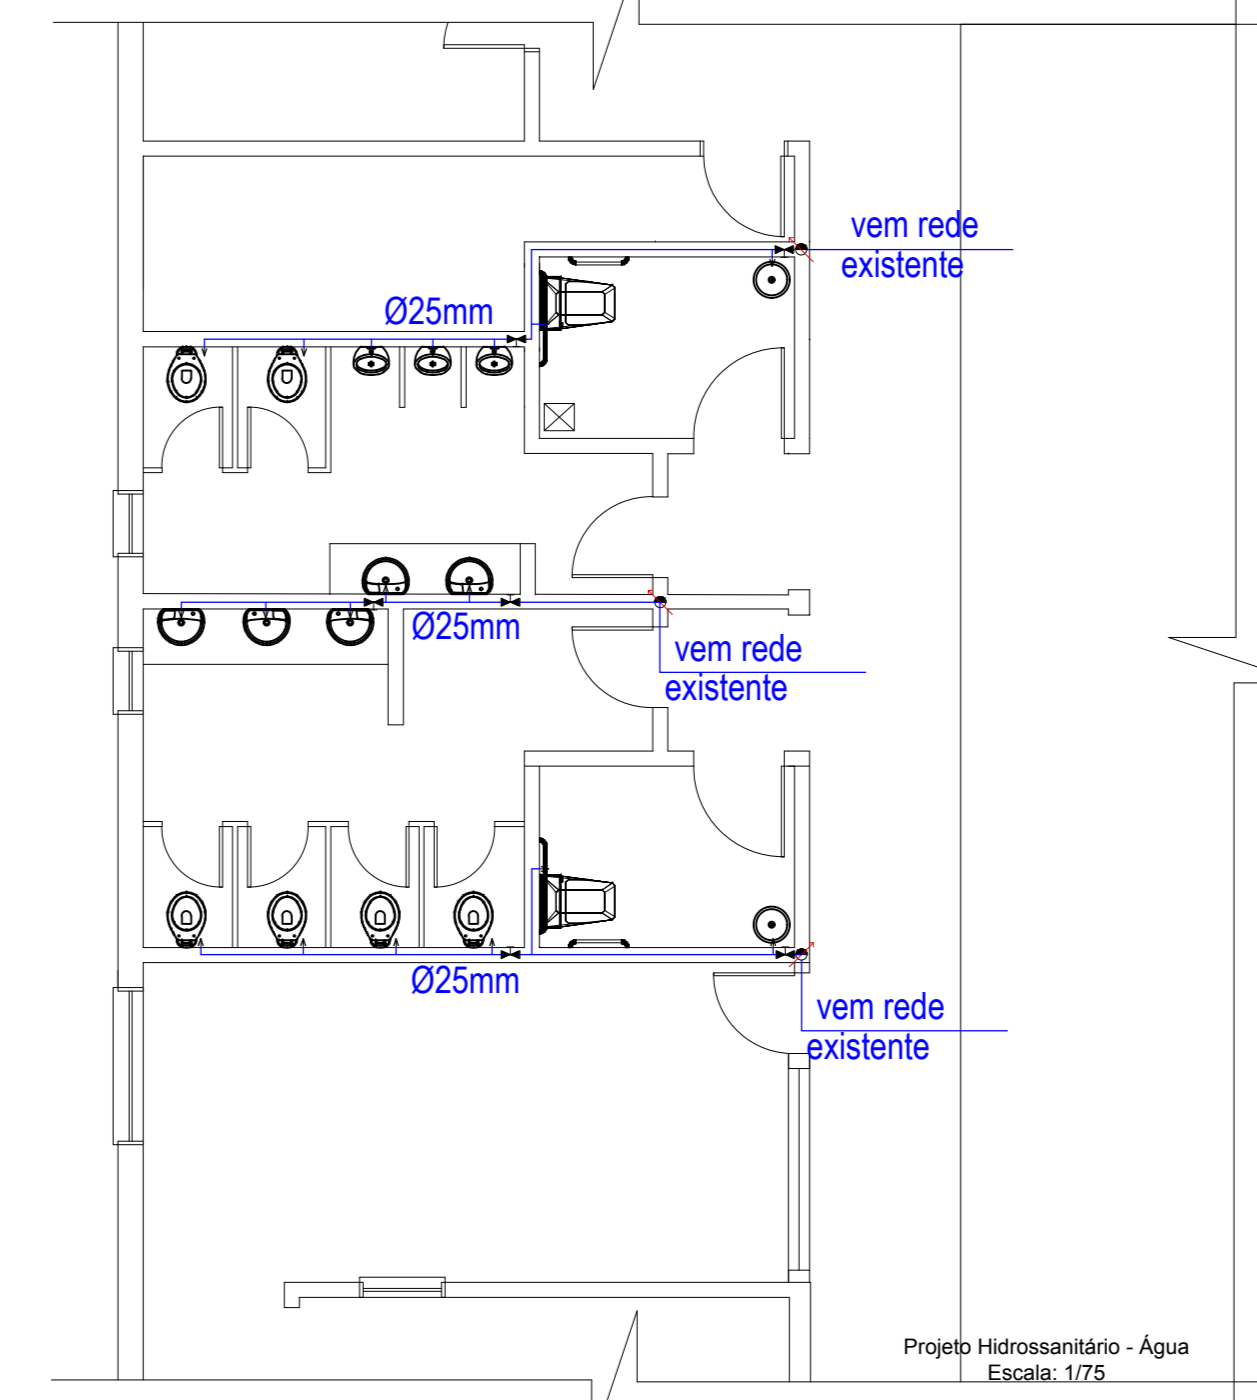 vem rede
existente
Ø25mm
Ø25mm
vem rede
existente
Ø25mm
vem rede
existente
Projeto Hidrossanitário - Água
Escala: 1/75